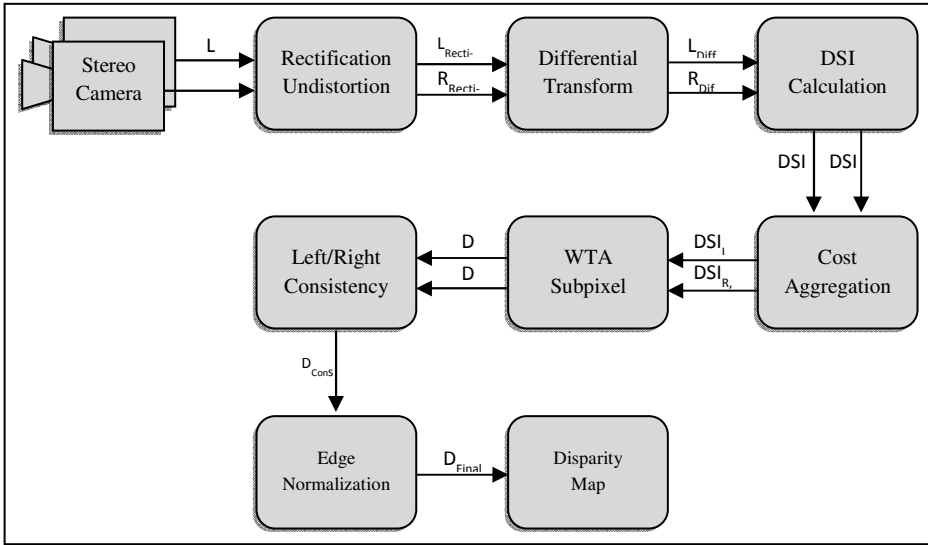 Stereo
Camera
L
Rectification
Undistortion
L Recti-
R Recti-
Differential
Transform
L Diff
R Dif
DSI
Calculation
DSI DSI
Left/Right
Consistency
D
D
WTA
Subpixel
DSI
DSI R,
Cost
Aggregation
D Cons
Edge
Normalization
D Final
Disparity
Map